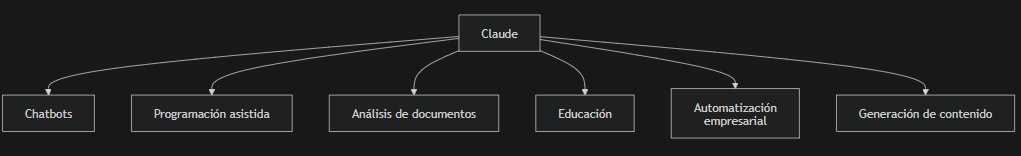 Claude
Chatbots
Programación asistida
Análisis de documentos
Educación
Automatización
empresarial
Generación de contenido